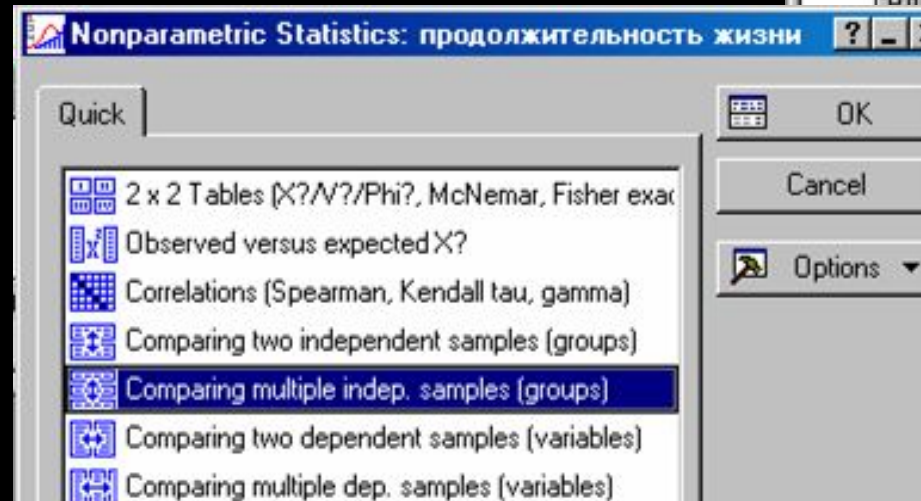 Nonparametric Statistics: продолжительность жизни
Quick
OK
Cancel
Options
2 x 2 Tables (X?/V?/Phi?, McNemar, Fisher exac
Observed versus expected X?
Correlations (Spearman, Kendall tau, gamma)
Comparing two independent samples (groups)
Comparing multiple indep. samples (groups)
Comparing two dependent samples (variables)
Comparing multiple dep. samples (variables)